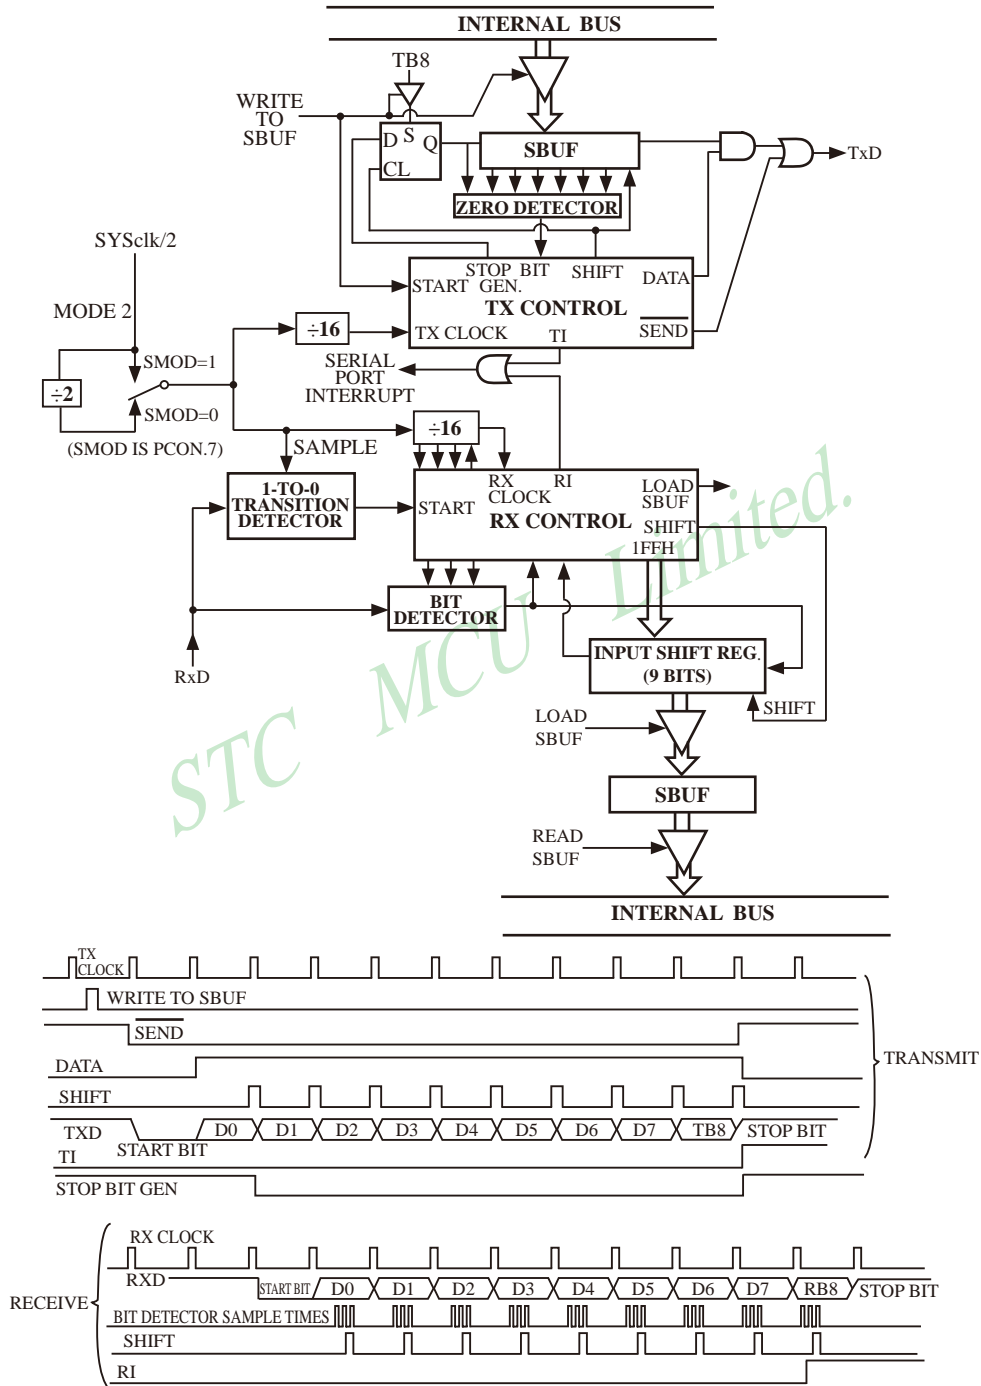 INTERNAL BUS
TB8
WRITE
TO
SBUF
D S Q
CL
SBUF
TxD
ZERO DETECTOR
SYSclk/2
MODE 2
STOP BIT
GEN.
SHIFT
DATA
START
TX CONTROL
÷16
TX CLOCK
TI
SEND
SERIAL
PORT
INTERRUPT
SMOD=1
÷2
SMOD=0
(SMOD IS PCON.7)
SAMPLE
÷16
1-TO-0
TRANSITION
DETECTOR
START
RX
CLOCK
RI
LOAD
SBUF
RX CONTROL
SHIFT
1FFH
BIT
DETECTOR
RxD
INPUT SHIFT REG.
(9 BITS)
SHIFT
LOAD
SBUF
SBUF
READ
SBUF
INTERNAL BUS
STC MCU Limited.
TX
CLOCK
WRITE TO SBUF
SEND
DATA
TRANSMIT
SHIFT
TXD START BIT D0 D1 D2 D3 D4 D5 D6 D7 TB8 STOP BIT
TI
STOP BIT GEN
RX CLOCK
RXD START BIT D0 D1 D2 D3 D4 D5 D6 D7 RB8 STOP BIT
RECEIVE
BIT DETECTOR SAMPLE TIMES
SHIFT
RI